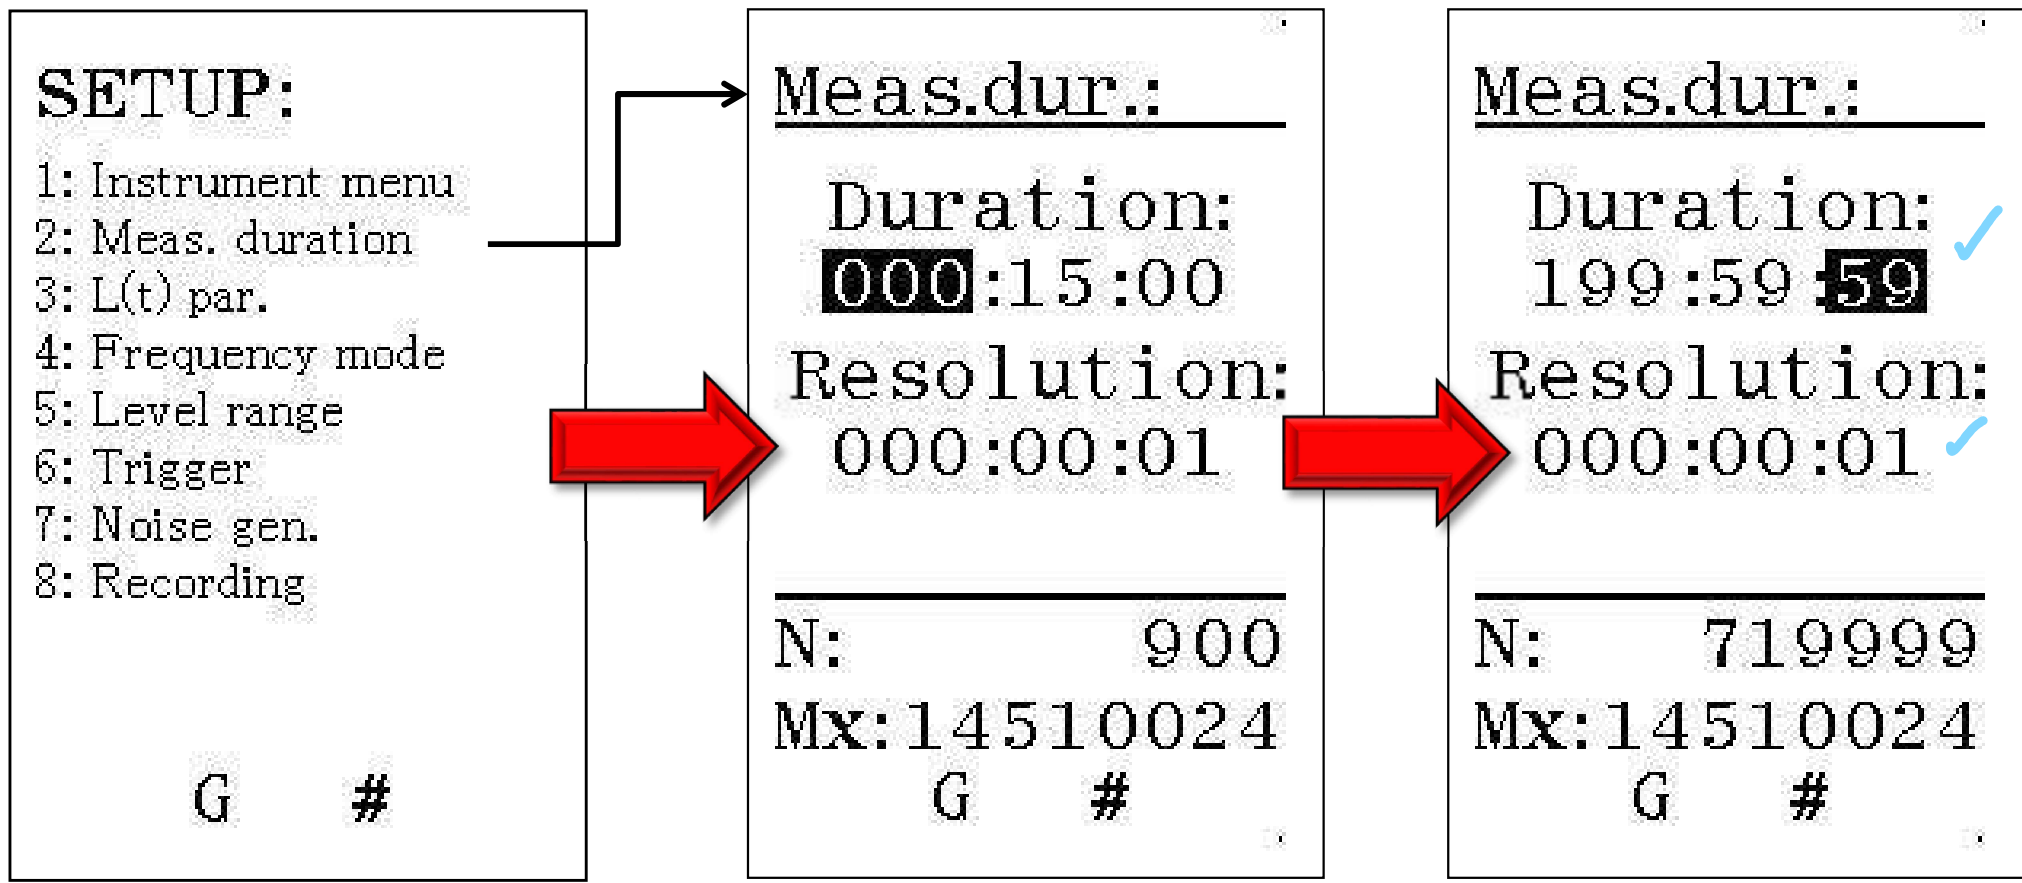 SETUP:
1: Instrument menu
2: Meas. duration
3: L(t) par.
4: Frequency mode
5: Level range
6: Trigger
7: Noise gen.
8: Recording
G #
Meas.dur.:
Duration:
000:15:00
Resolution:
000:00:01
N: 900
Mx:14510024
G #
Meas.dur.:
Duration:
199:59:59
Resolution:
000:00:01
N: 719999
Mx:14510024
G #